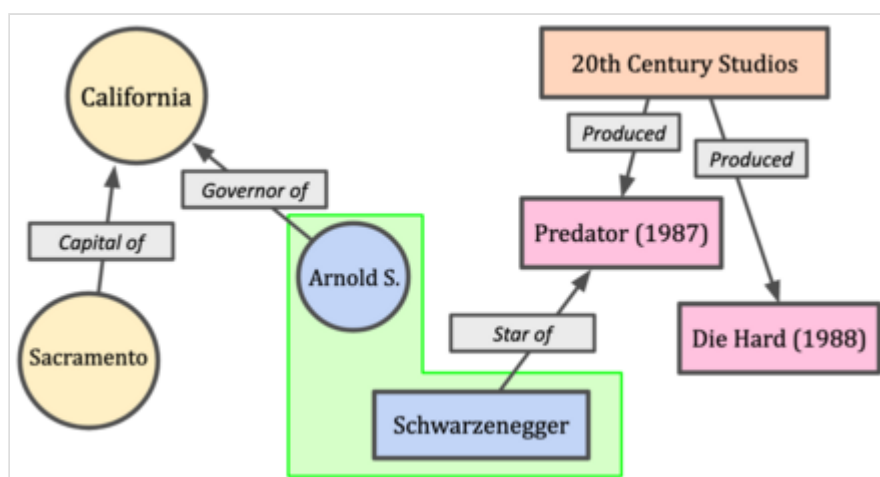 California
20th Century Studios
Produced
Produced
Governor of
Capital of
Predator (1987)
Arnold S.
Star of
Die Hard (1988)
Sacramento
Schwarzenegger